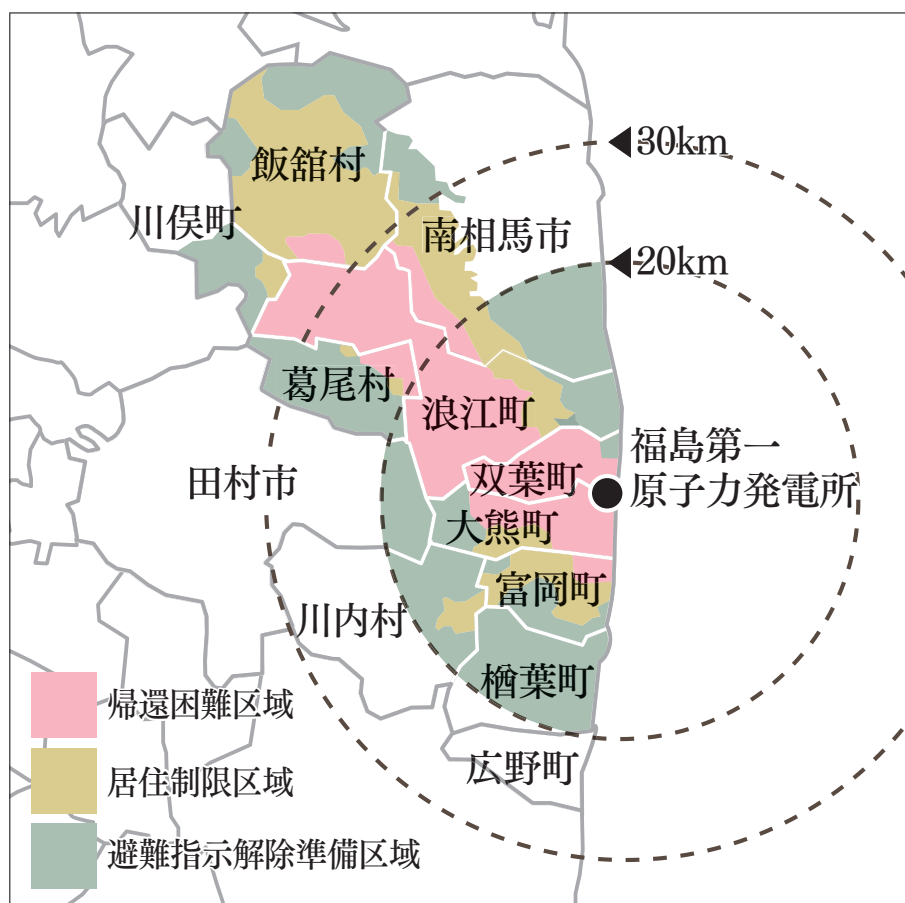 30km
飯舘村
川俣町
南相馬市
20km
葛尾村
浪江町
福島第一
原子力発電所
田村市
双葉町
大熊町
富岡町
川内村
楢葉町
広野町
帰還困難区域
居住制限区域
避難指示解除準備区域